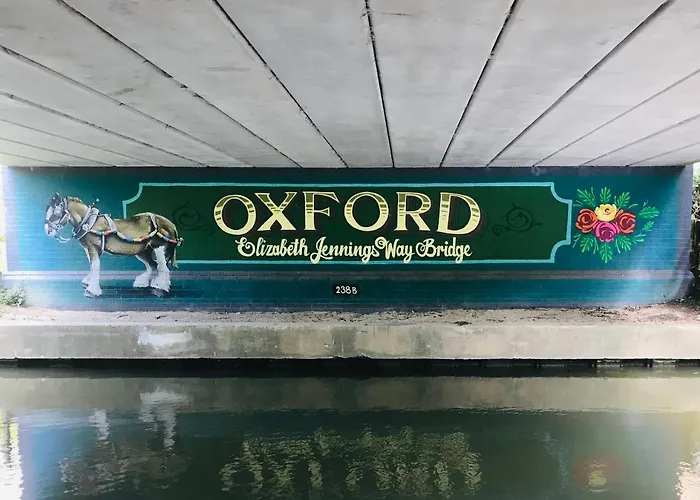 OXFORD
Elizabeth Jennings Way Bridge
238B